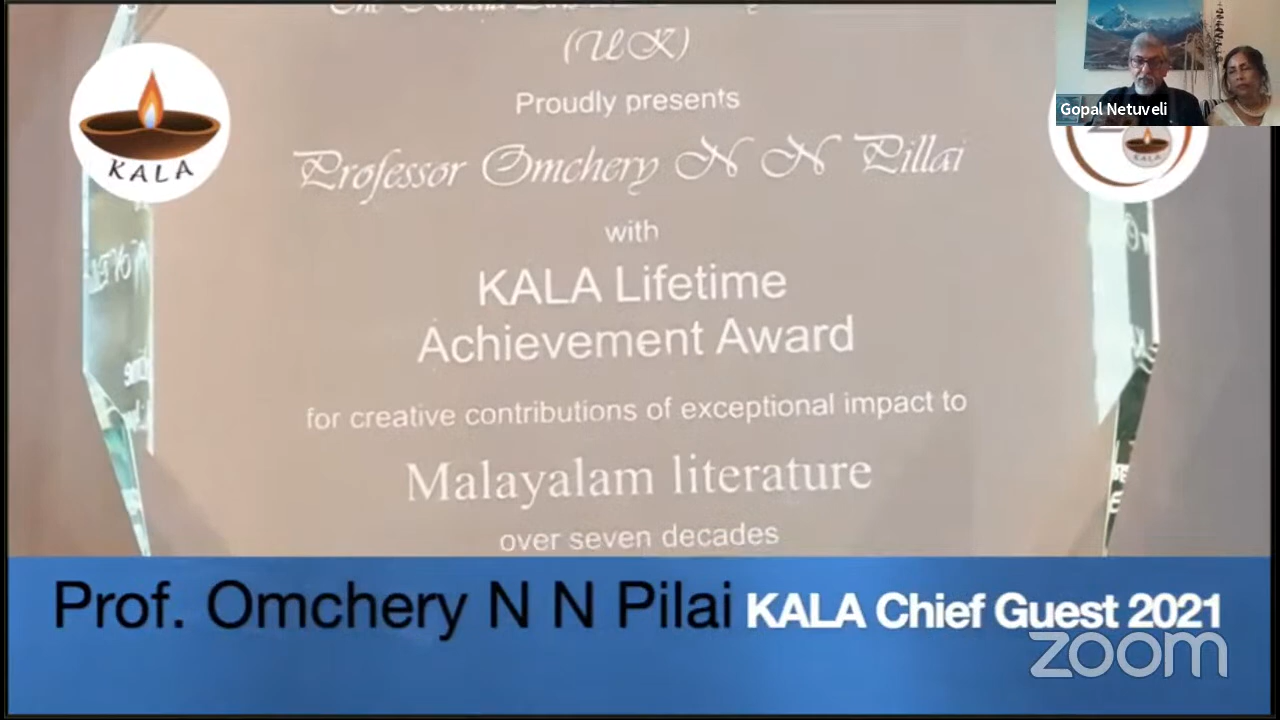 (UK)
Proudly presents
Professor Omchery N N Pillai
with
KALA Lifetime
Achievement Award
for creative contributions of exceptional impact to
Malayalam literature
over seven decades
KALA
KALA
Gopal Netuveli
Prof. Omchery N N Pilai KALA Chief Guest 2021
zoom